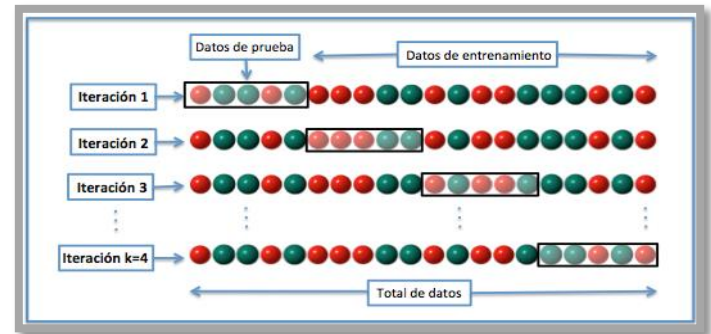 Datos de prueba
Datos de entrenamiento
Iteración 1
Iteración 2
Iteración 3
Iteración k=4
Total de datos